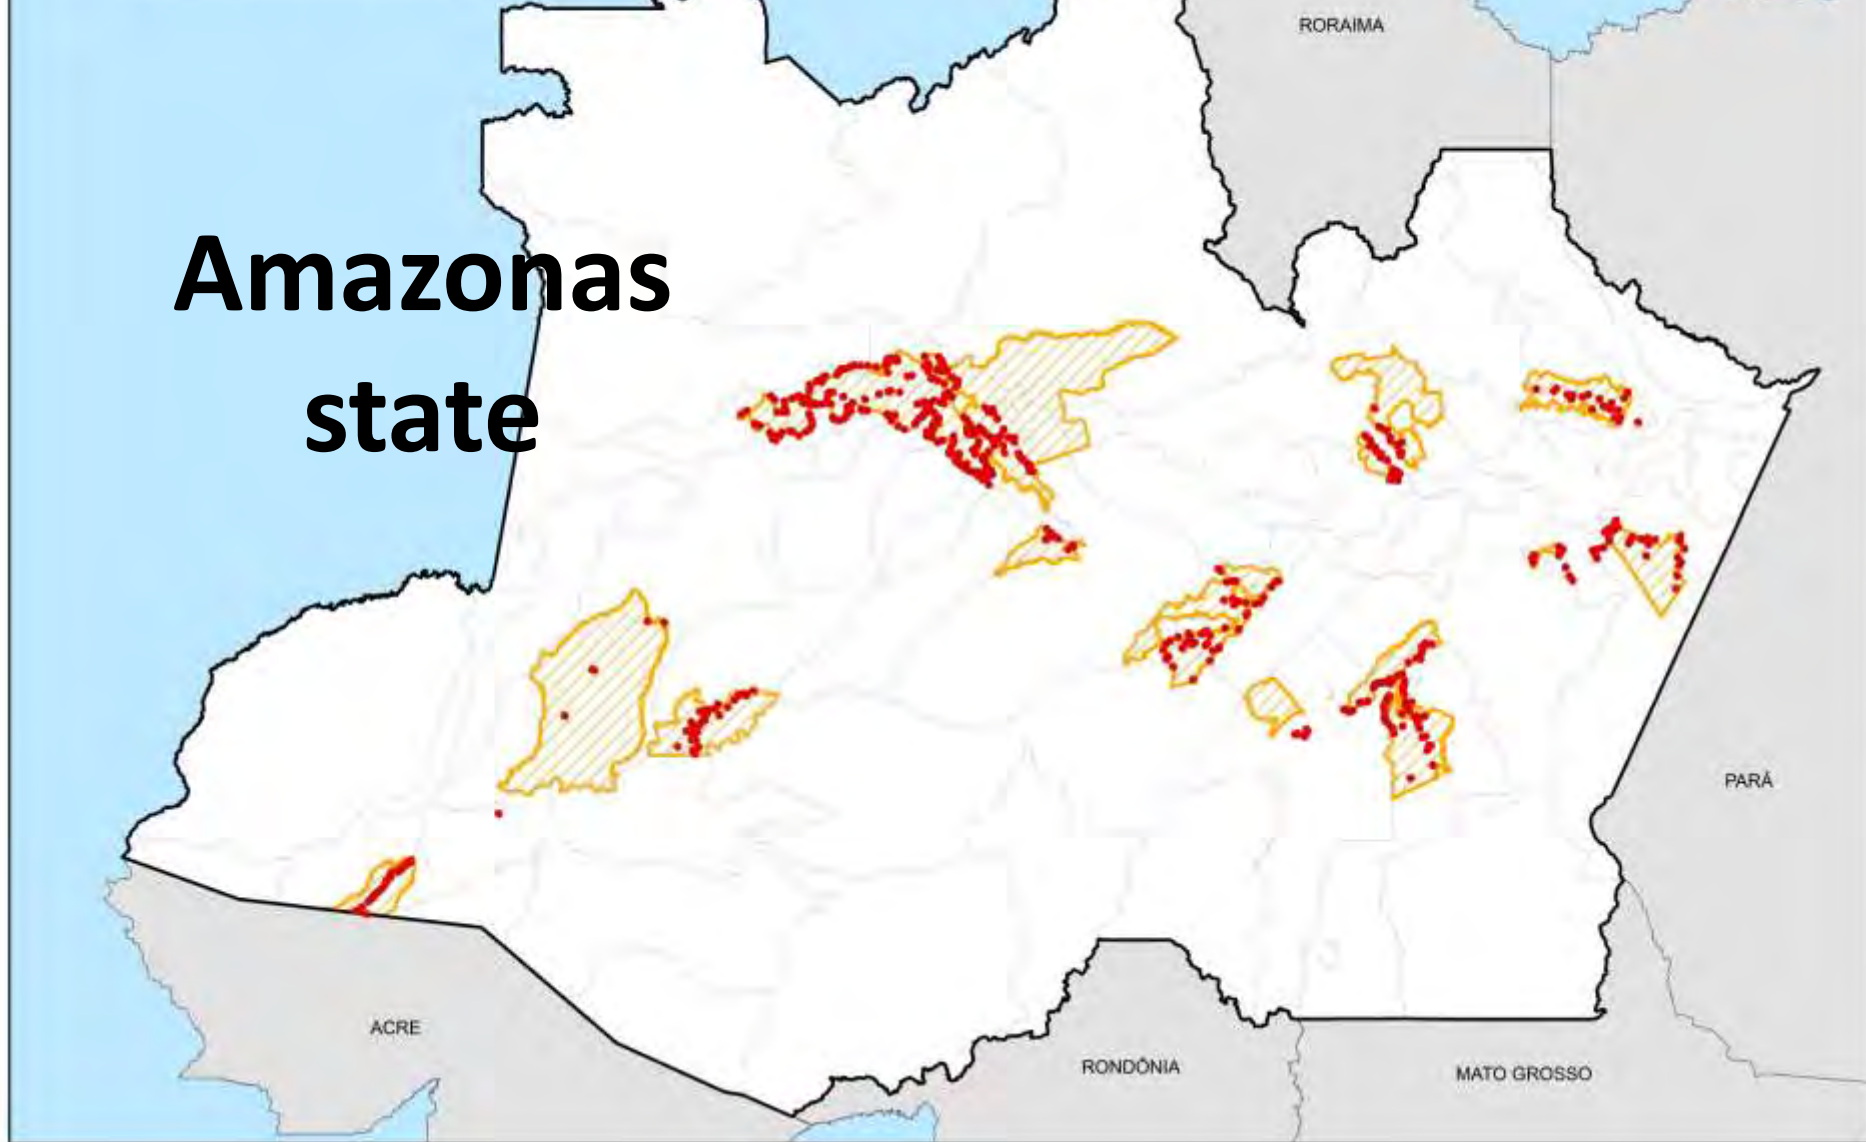 RORAIMA
Amazonas
state
PARÁ
ACRE
RONDÔNIA
MATO GROSSO